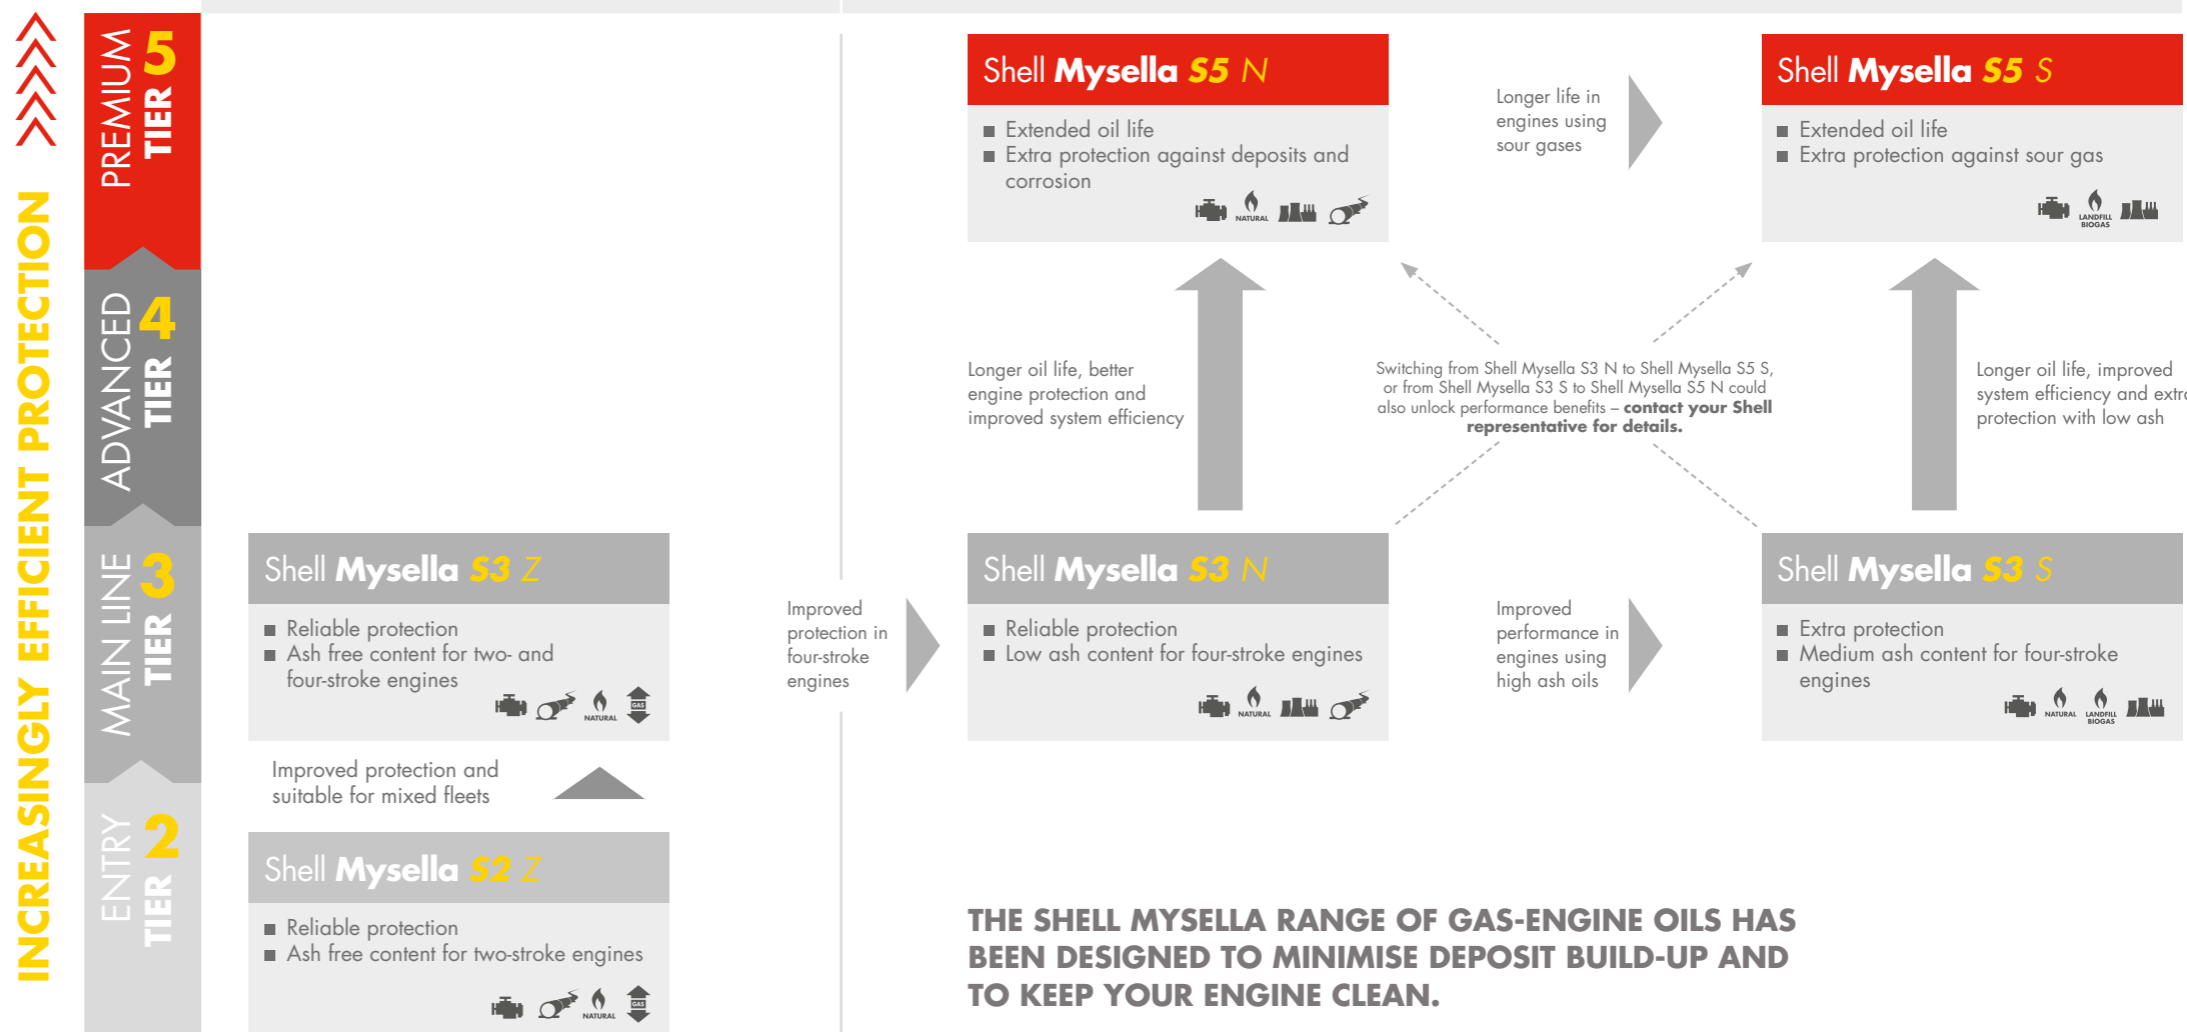 INCREASINGLY EFFICIENT PROTECTION
PREMIUM
TIER 5
ADVANCED
TIER 4
MAIN LINE
TIER 3
ENTRY
TIER 2
Shell Mysella S5 N
Extended oil life
Extra protection against deposits and
corrosion
NATURAL
Longer life in
engines using
sour gases
Shell Mysella S5 S
Extended oil life
Extra protection against sour gas
LANDFILL
BIOGAS
Longer oil life, better
engine protection and
improved system efficiency
Switching from Shell Mysella S3 N to Shell Mysella S5 S,
or from Shell Mysella S3 S to Shell Mysella S5 N could
also unlock performance benefits – contact your Shell
representative for details.
Longer oil life, improved
system efficiency and extr
protection with low ash
Shell Mysella S3 Z
Reliable protection
Ash free content for two- and
four-stroke engines
NATURAL
GAS
Improved
protection in
four-stroke
engines
Shell Mysella S3 N
Reliable protection
Low ash content for four-stroke engines
NATURAL
Improved
performance in
engines using
high ash oils
Shell Mysella S3 S
Extra protection
Medium ash content for four-stroke
engines
NATURAL
LANDFILL
BIOGAS
Improved protection and
suitable for mixed fleets
Shell Mysella S2 Z
Reliable protection
Ash free content for two-stroke engines
NATURAL
GAS
THE SHELL MYSELLA RANGE OF GAS-ENGINE OILS HAS
BEEN DESIGNED TO MINIMISE DEPOSIT BUILD-UP AND
TO KEEP YOUR ENGINE CLEAN.